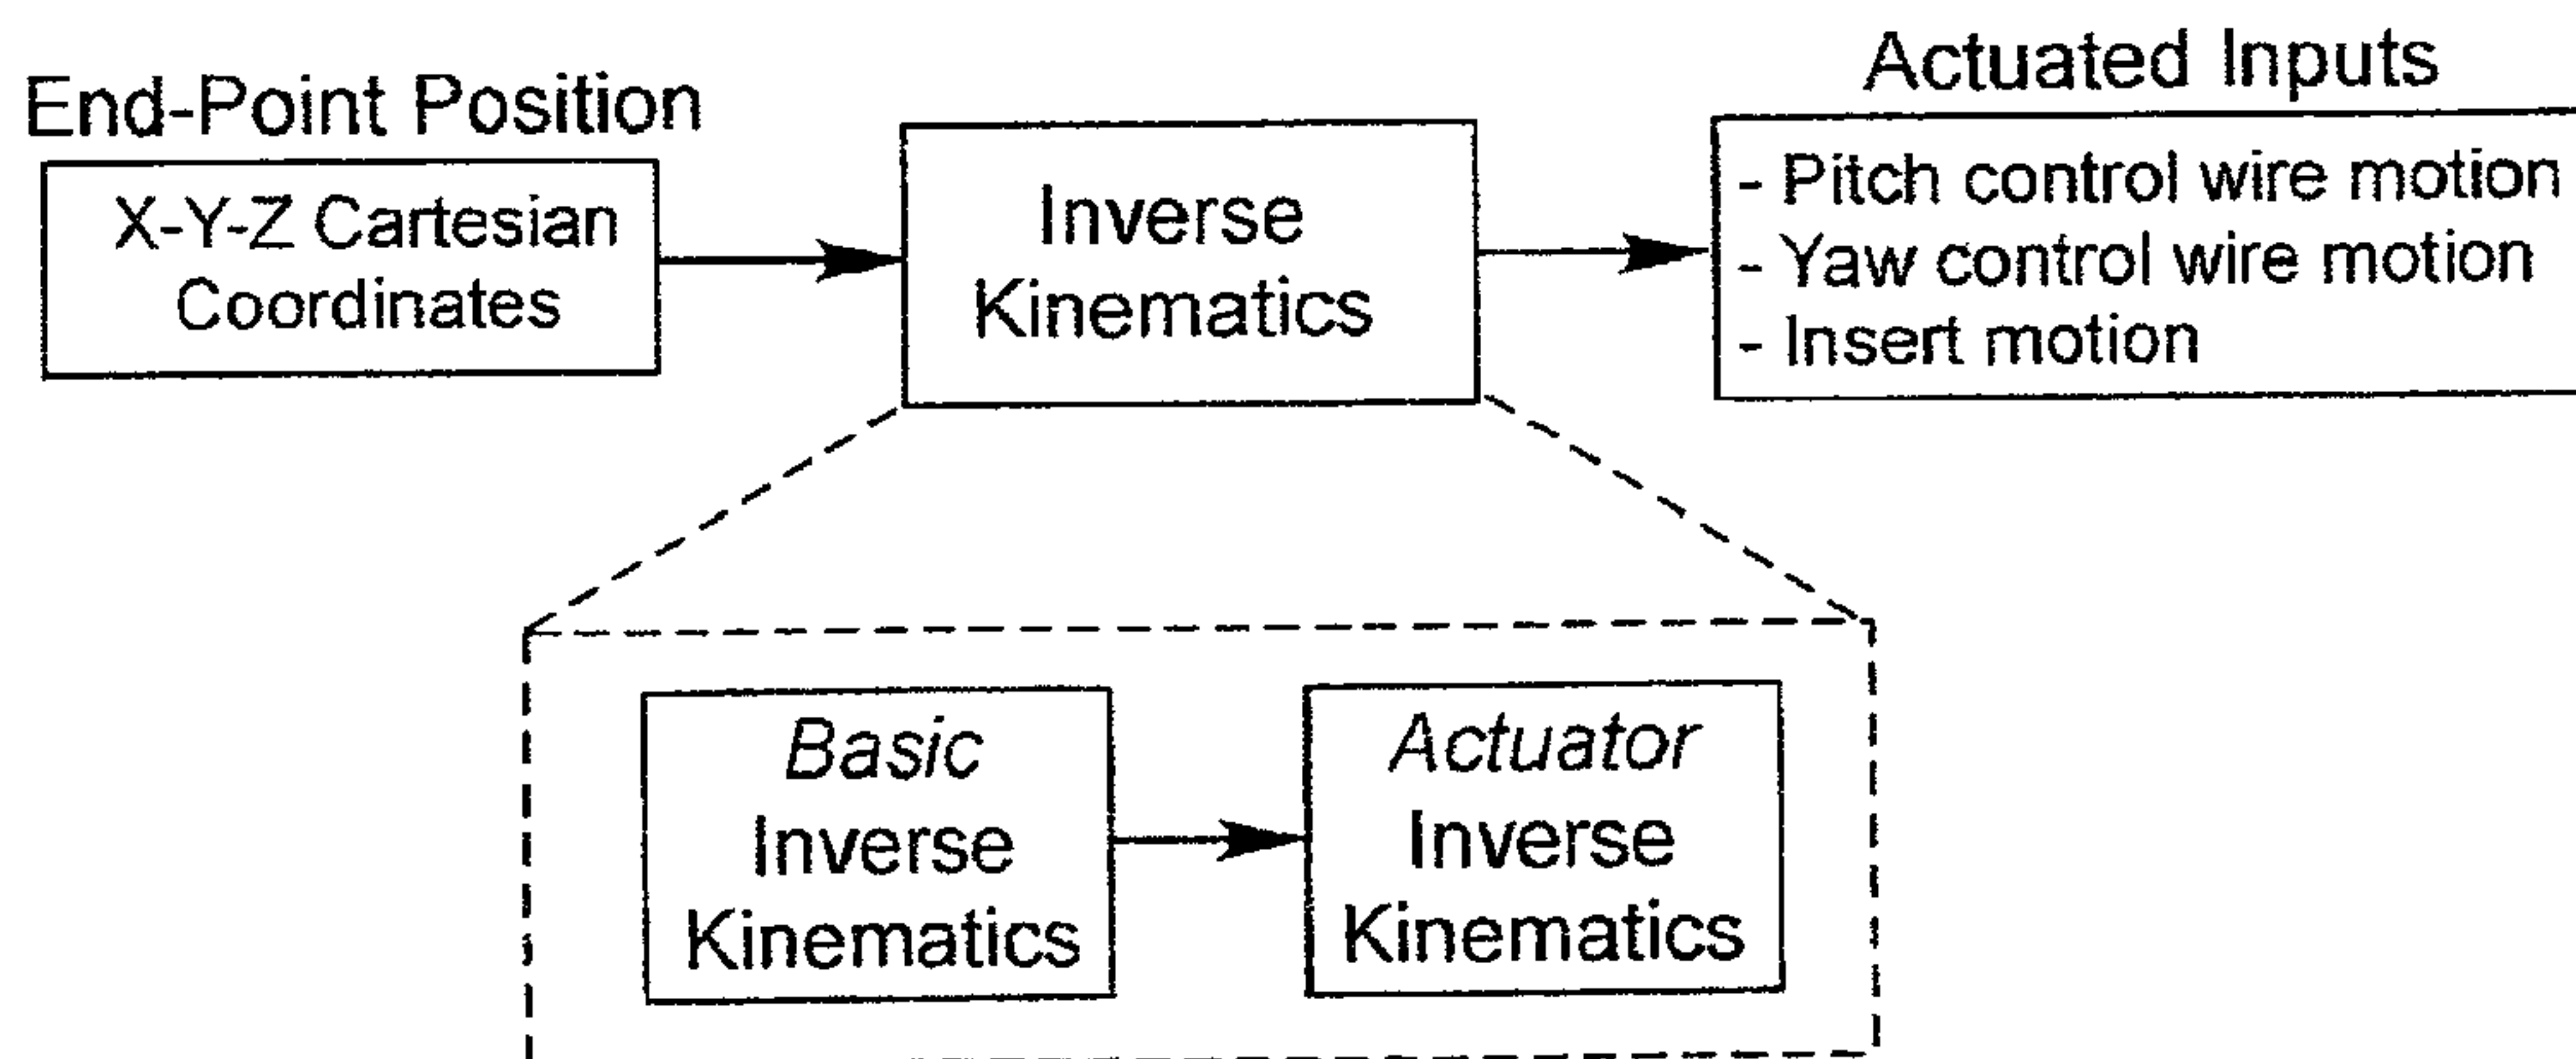 End-Point Position
X-Y-Z Cartesian
Coordinates
Inverse
Kinematics
Actuated Inputs
- Pitch control wire motion
- Yaw control wire motion
- Insert motion
Basic
Inverse
Kinematics
Actuator
Inverse
Kinematics